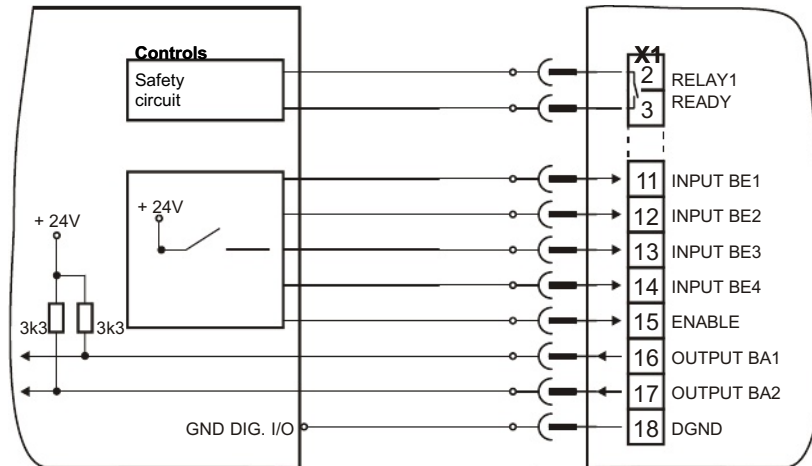 Controls
Safety
circuit
X1
2
RELAY1
READY
3
11 INPUT BE1
+ 24V
12 INPUT BE2
+ 24V
13 INPUT BE3
14 INPUT BE4
3k3
3k3
15 ENABLE
16 OUTPUT BA1
17 OUTPUT BA2
GND DIG. I/O
18 DGND